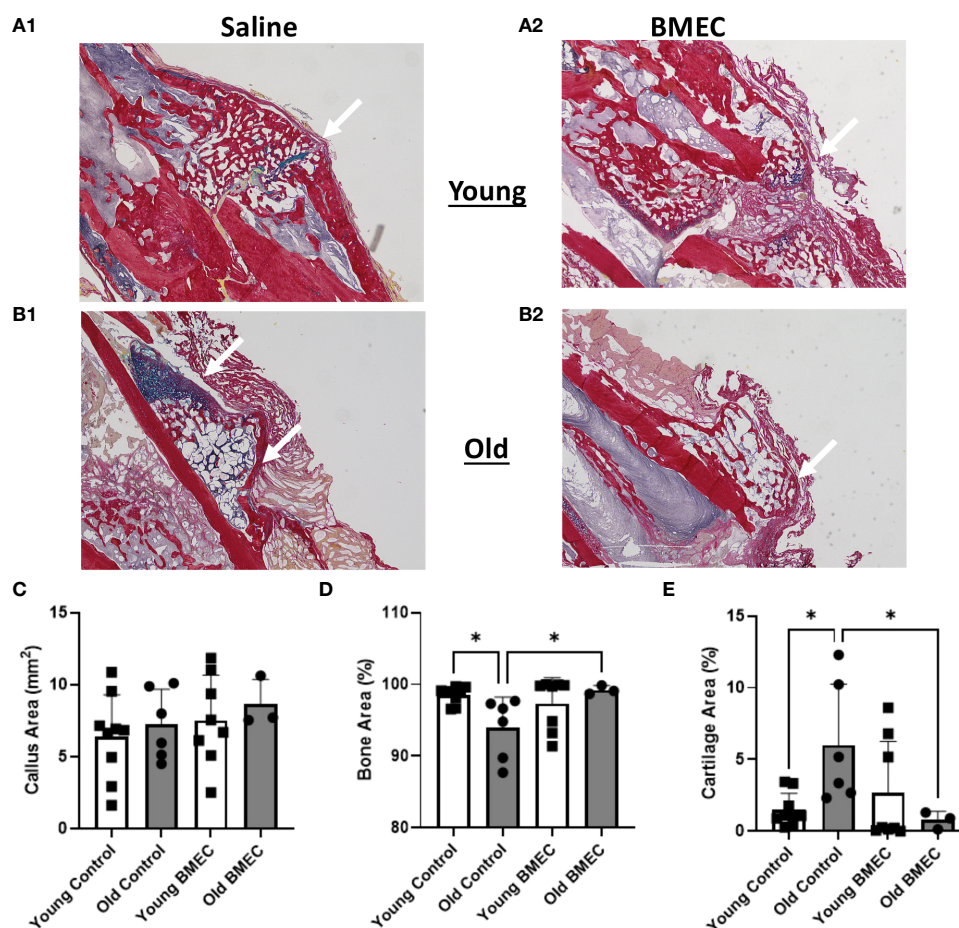 A1
Saline
A2
BMEC
Young
B1
B2
Old
C
Callus Area (mm²)
15
10
5
0
Young Control
Old Control
Young BMEC
Old BMEC
D
Bone Area (%)
110
100
90
80
*
*
Young Control
Old Control
Young BMEC
Old BMEC
E
Cartilage Area (%)
15
10
5
0
*
*
Young Control
Old Control
Young BMEC
Old BMEC